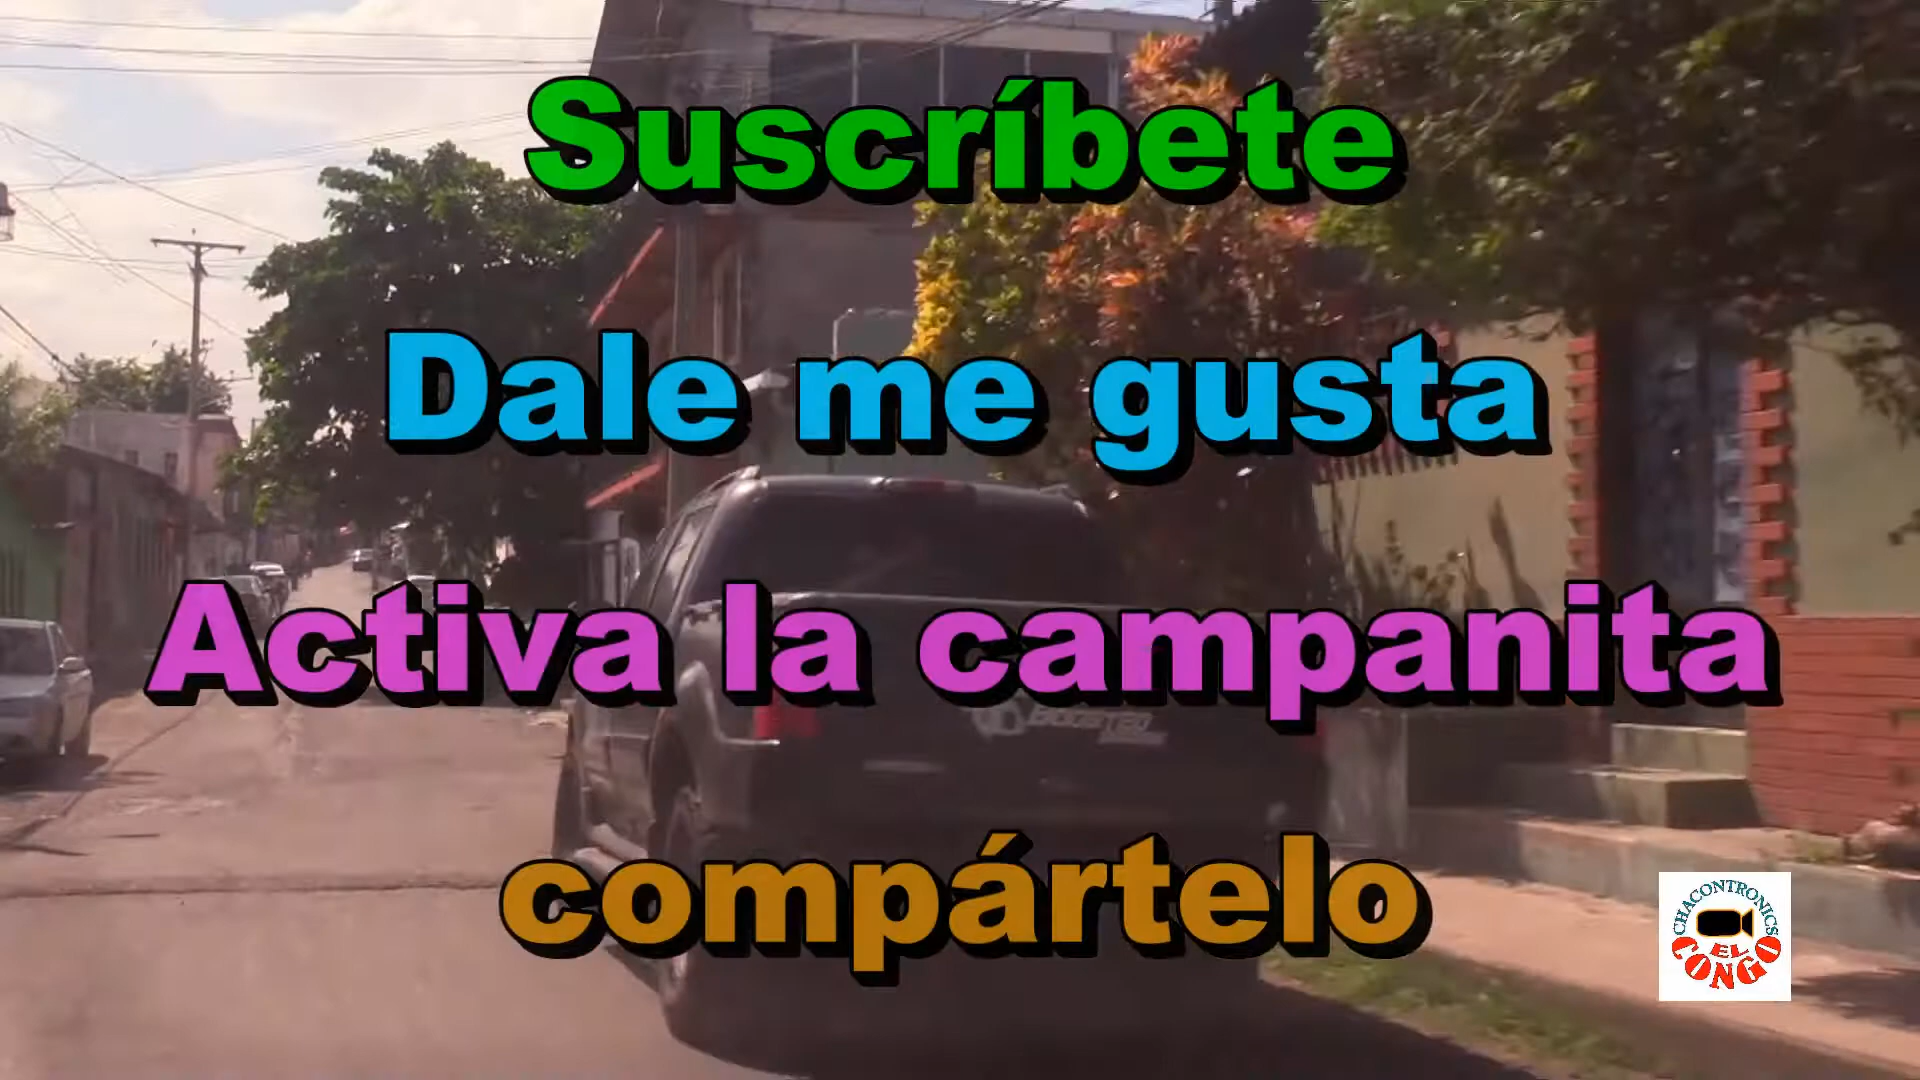 Suscríbete
Dale me gusta
Activa la campanita
compártelo
CHACONTRONICS
EL
CONGO